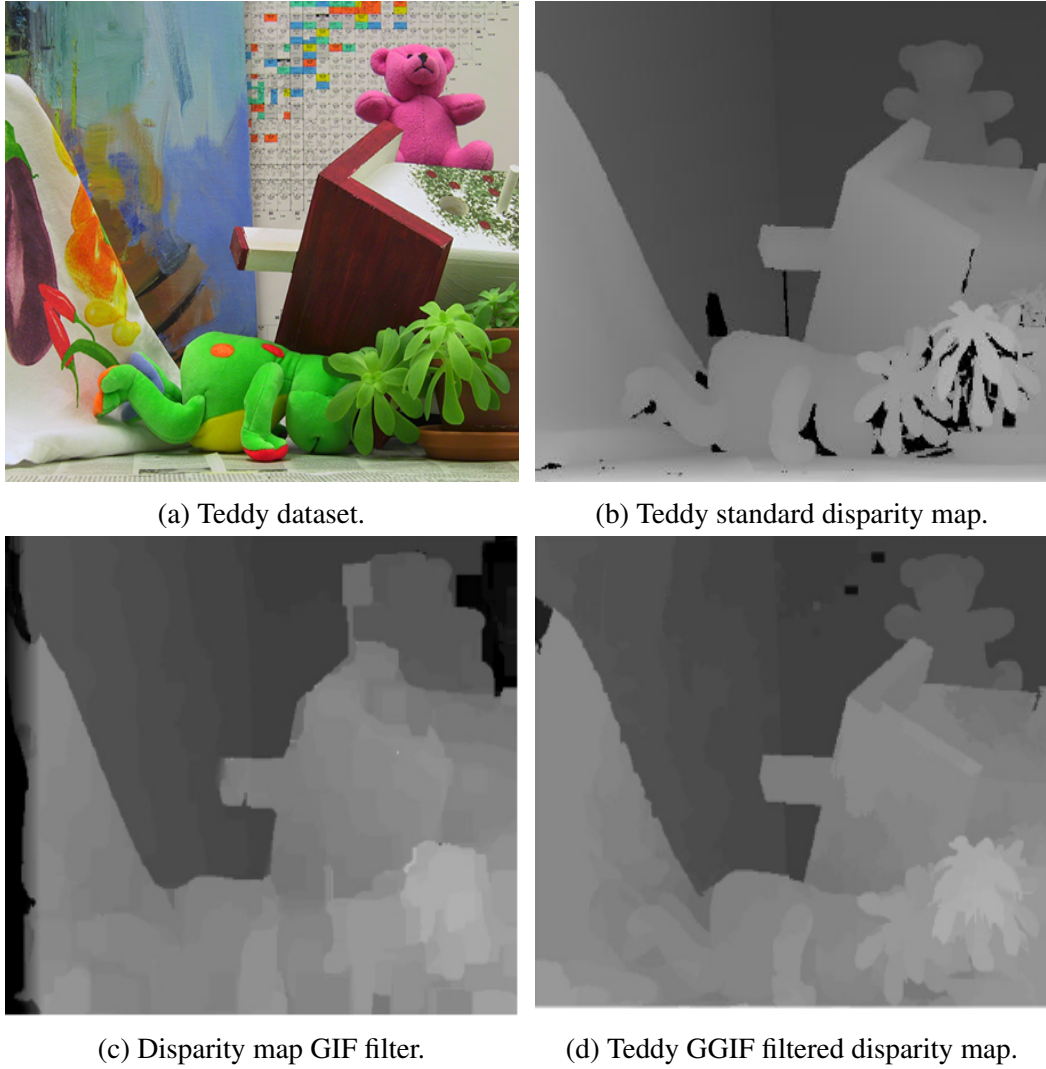 (a) Teddy dataset.
(b) Teddy standard disparity map.
(c) Disparity map GIF filter.
(d) Teddy GGIF filtered disparity map.